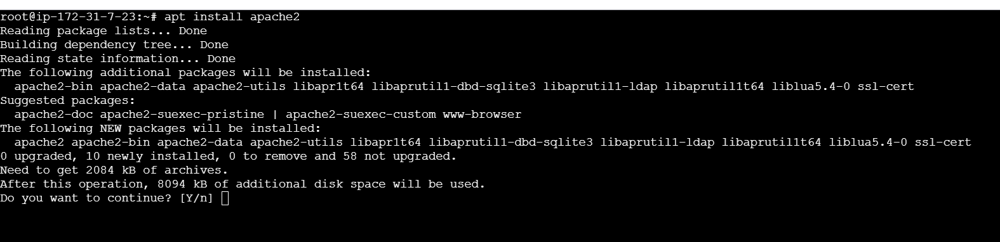 root@ip-172-31-7-23:~# apt install apache2
Reading package lists... Done
Building dependency tree... Done
Reading state information... Done
The following additional packages will be installed:
  apache2-bin apache2-data apache2-utils libapr1t64 libaprutil1-dbd-sqlite3 libaprutil1-ldap libaprutil1t64 liblua5.4-0 ssl-cert
Suggested packages:
  apache2-doc apache2-suexec-pristine | apache2-suexec-custom www-browser
The following NEW packages will be installed:
  apache2 apache2-bin apache2-data apache2-utils libapr1t64 libaprutil1-dbd-sqlite3 libaprutil1-ldap libaprutil1t64 liblua5.4-0 ssl-cert
0 upgraded, 10 newly installed, 0 to remove and 58 not upgraded.
Need to get 2084 kB of archives.
After this operation, 8094 kB of additional disk space will be used.
Do you want to continue? [Y/n]